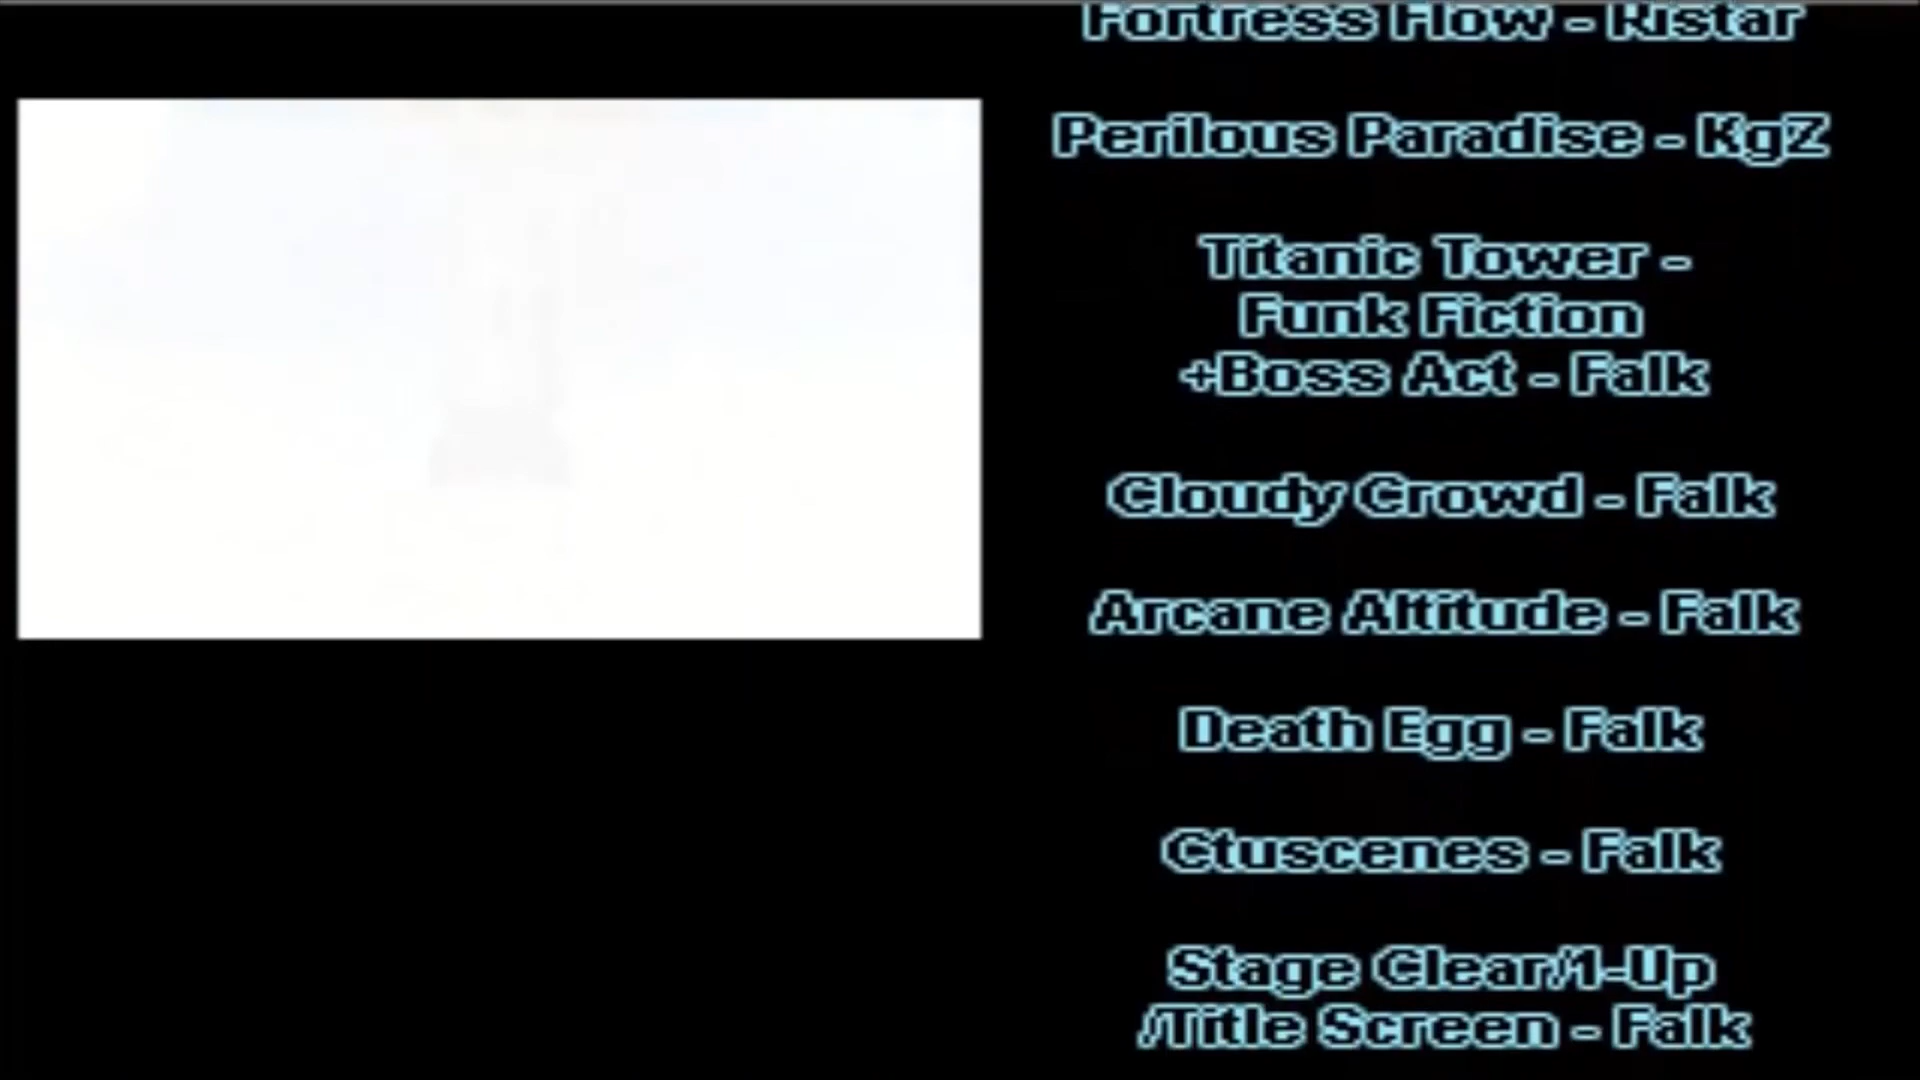 Fortress Flow - Ristar
Perilous Paradise - KgZ
Titanic Tower -
Funk Fiction
+Boss Act - Falk
Cloudy Crowd - Falk
Arcane Altitude - Falk
Death Egg - Falk
Ctuscenes - Falk
Stage Clear/1-Up
/Title Screen - Falk